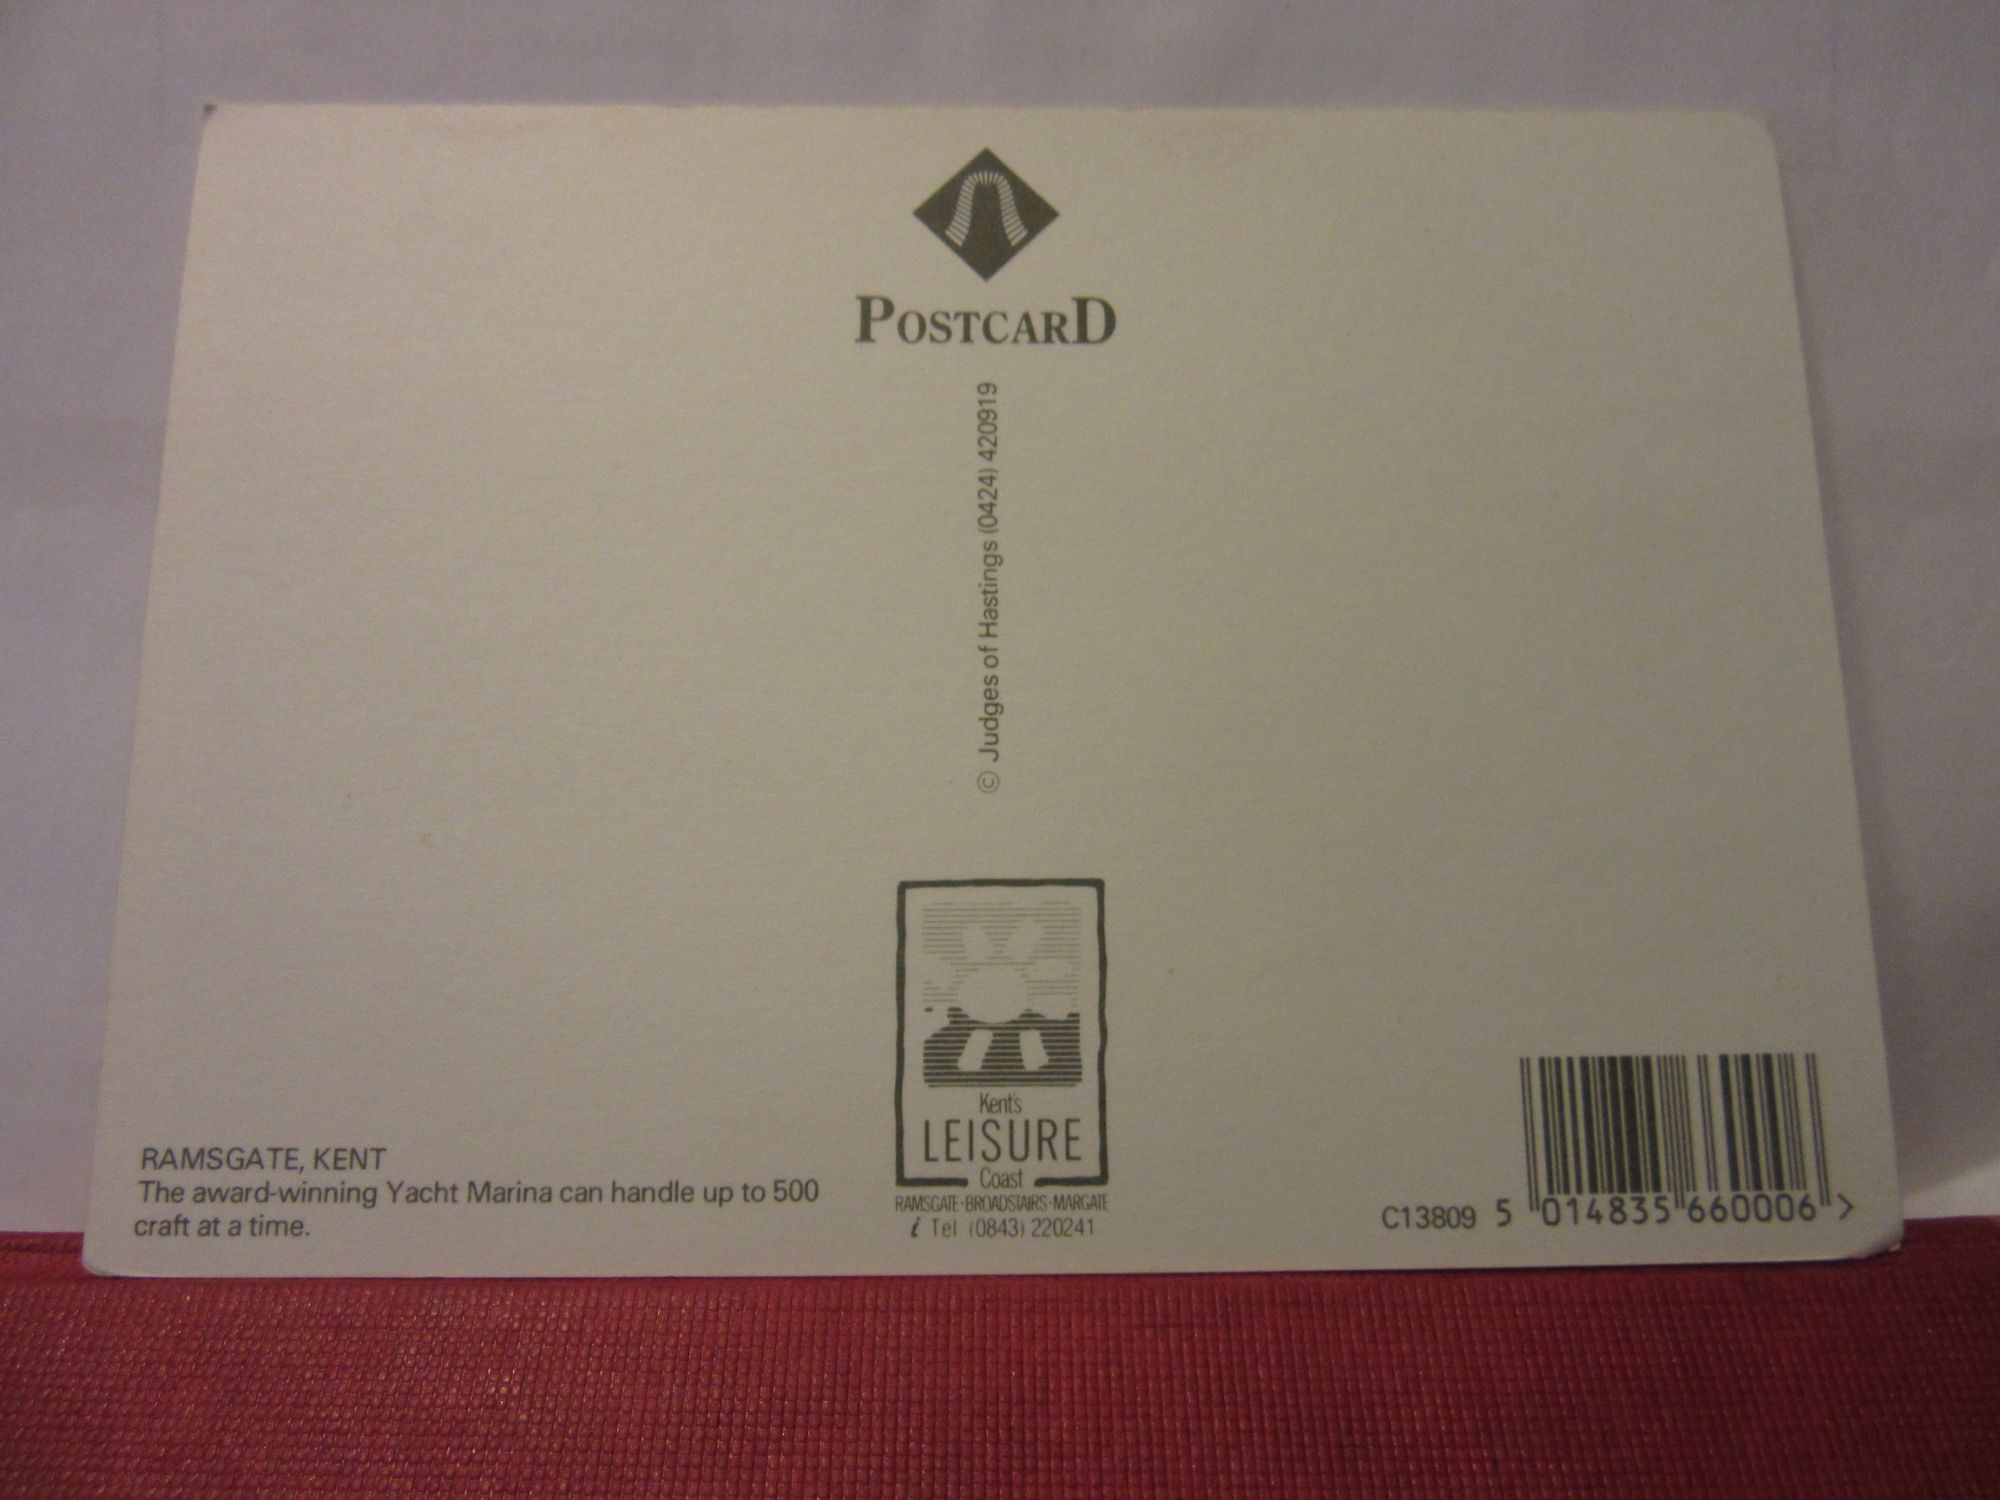 POSTCARD
© Judges of Hastings (0424) 420919
Kent's
LEISURE
Coast
RAMSGATE · BROADSTAIRS · MARGATE
i Tel (0843) 220241
RAMSGATE, KENT
The award-winning Yacht Marina can handle up to 500
craft at a time.
C13809 5 014835 660006 >